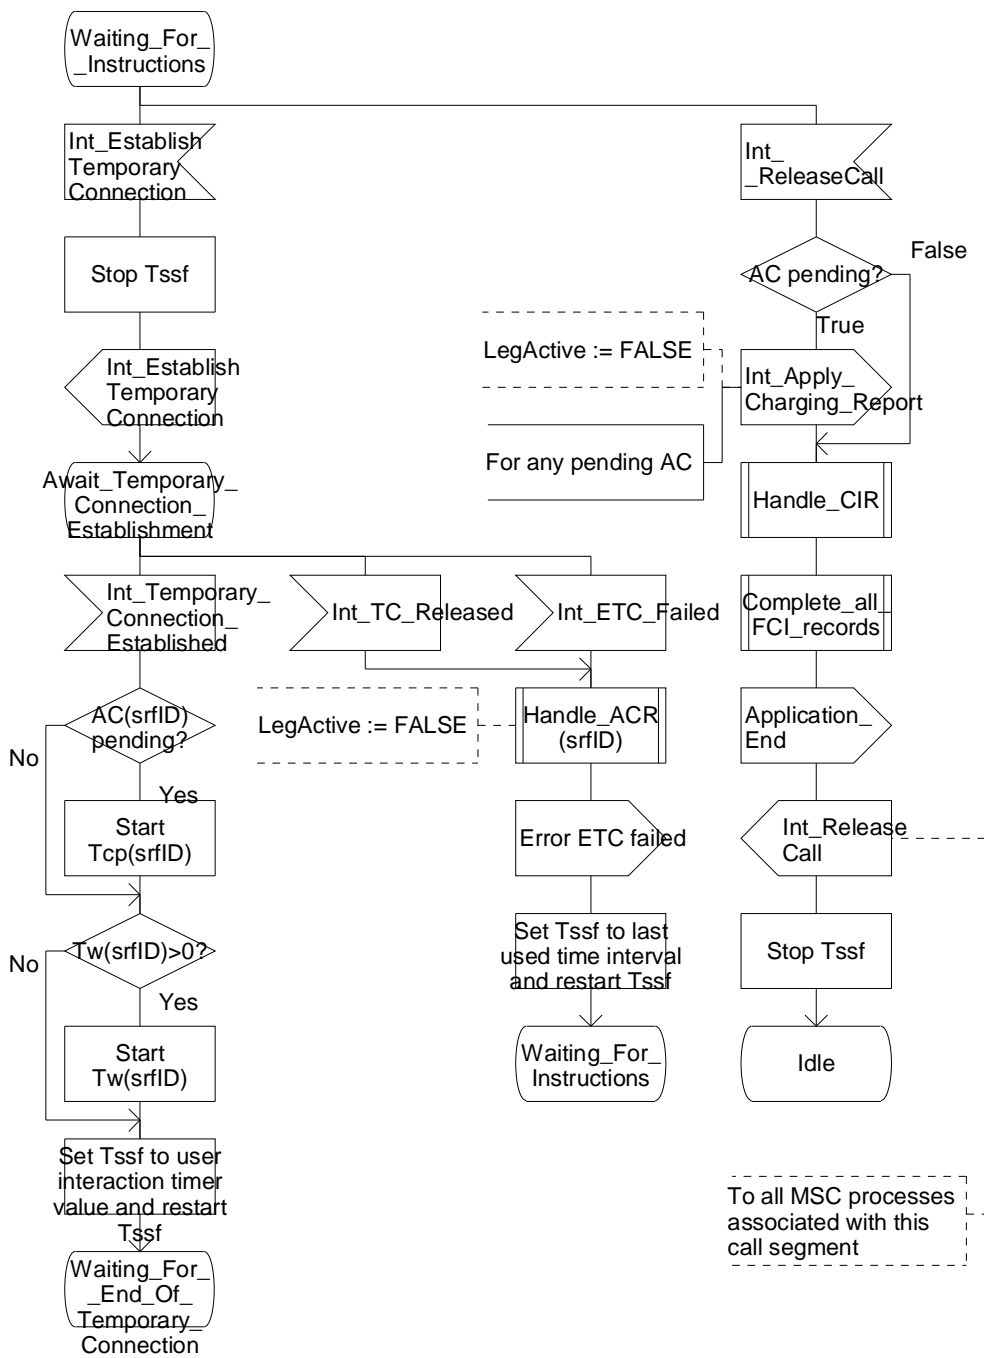 Waiting_For_
_Instructions
Int_Establish
Temporary
Connection
Int_
_ReleaseCall
Stop Tssf
AC pending?
False
True
LegActive := FALSE
Int_Establish
Temporary
Connection
Int_Apply_
Charging_Report
For any pending AC
Await_Temporary_
Connection_
Establishment
Handle_CIR
Int_Temporary_
Connection_
Established
Int_TC_Released
Int_ETC_Failed
Complete_all_
FCI_records
AC(srfID)
pending?
No
Yes
LegActive := FALSE
Handle_ACR
(srfID)
Application_
End
Start
Tcp(srfID)
Error ETC failed
Int_Release
Call
Tw(srfID)>0?
No
Yes
Set Tssf to last
used time interval
and restart Tssf
Stop Tssf
Start
Tw(srfID)
Waiting_For_
Instructions
Idle
Set Tssf to user
interaction timer
value and restart
Tssf
To all MSC processes
associated with this
call segment
Waiting_For_
_End_Of_
Temporary_
Connection